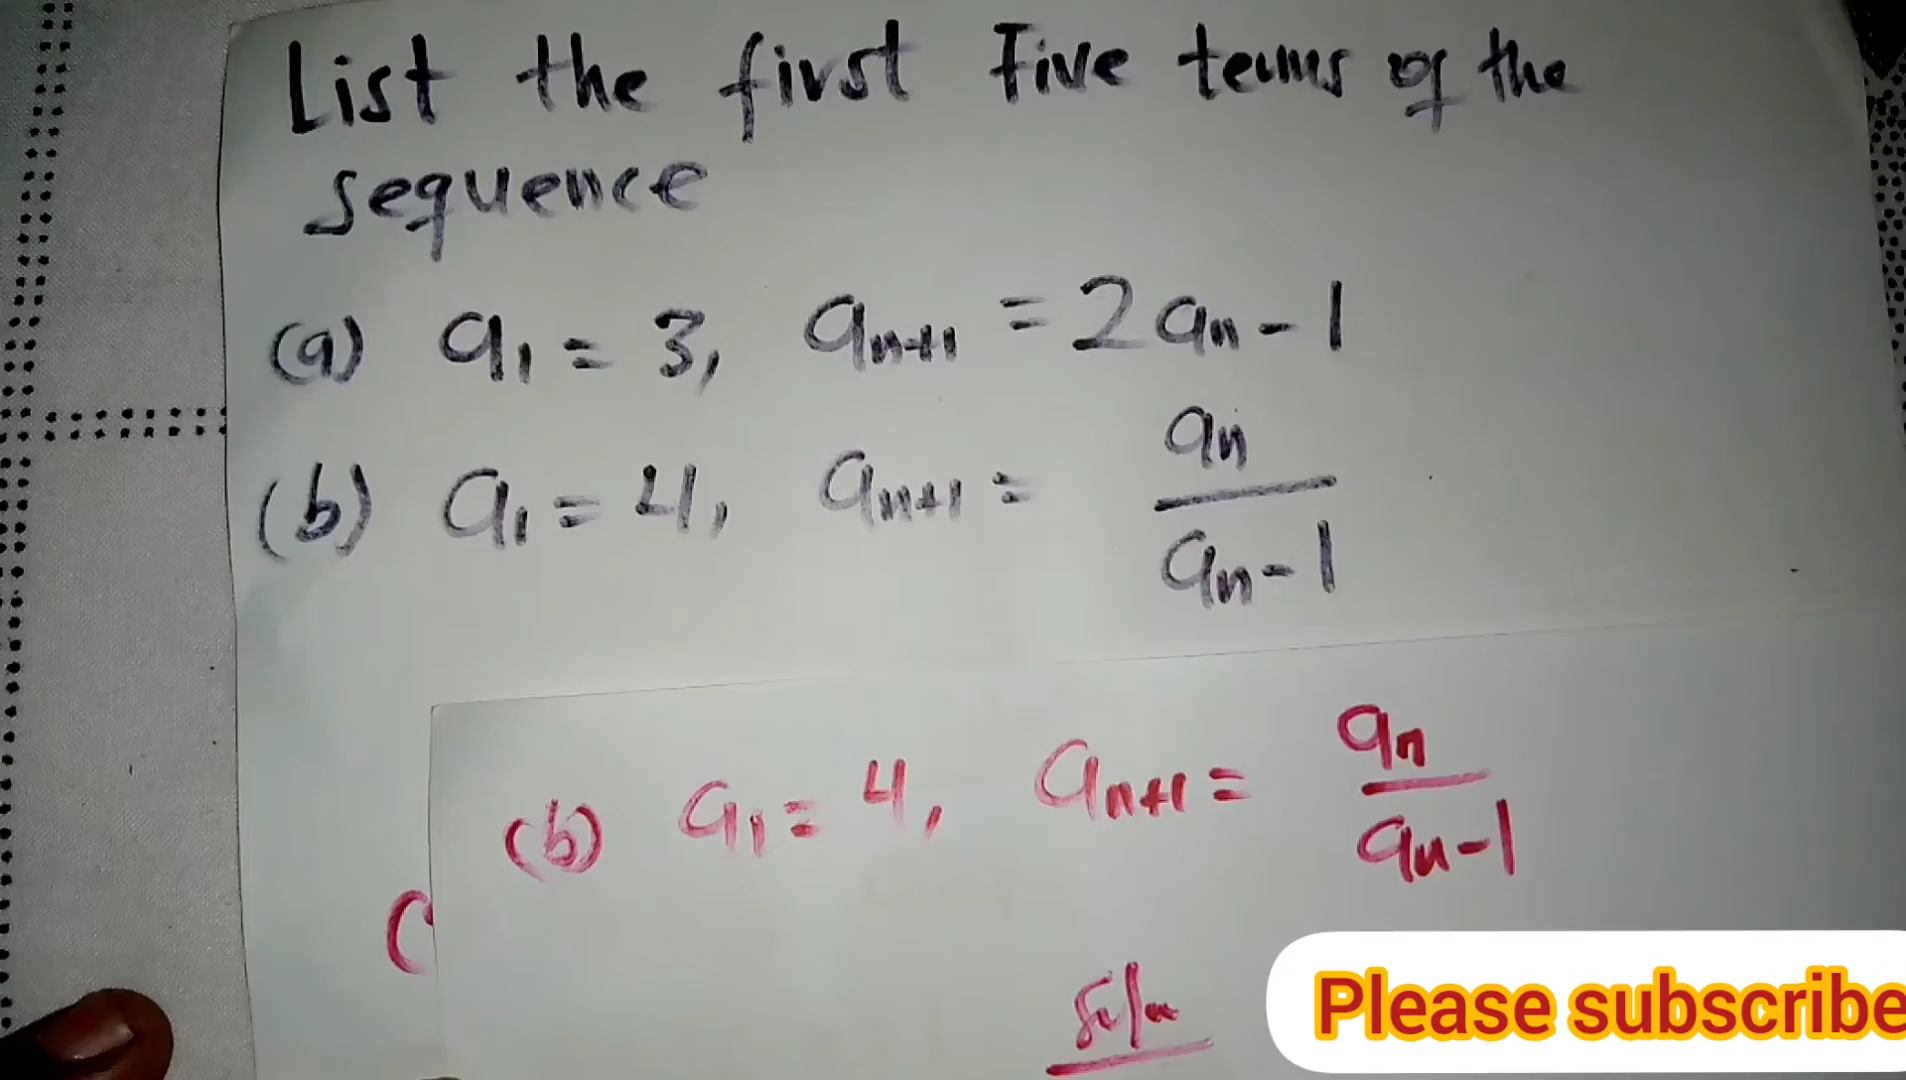 List the first Five terms of the
sequence
(a) a₁ = 3, aₙ₊₁ = 2aₙ - 1
(b) a₁ = 4, aₙ₊₁ = aₙ / aₙ - 1
(b) a₁ = 4, aₙ₊₁ = aₙ / aₙ - 1
(
Soln
Please subscribe